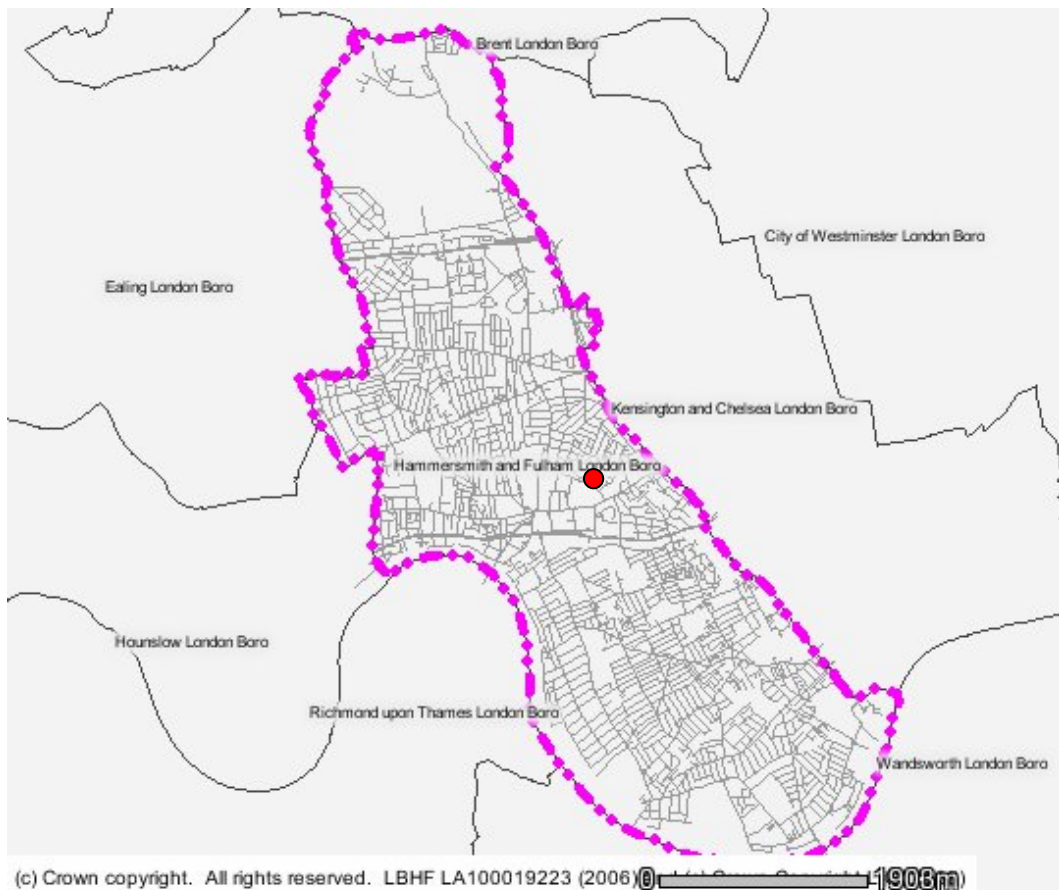 Brent London Boro
City of Westminster London Boro
Ealing London Boro
Kensington and Chelsea London Boro
Hammersmith and Fulham London Boro
Hounslow London Boro
Richmond upon Thames London Boro
Wandsworth London Boro
(c) Crown copyright. All rights reserved. LBHF LA100019223 (2006)
0